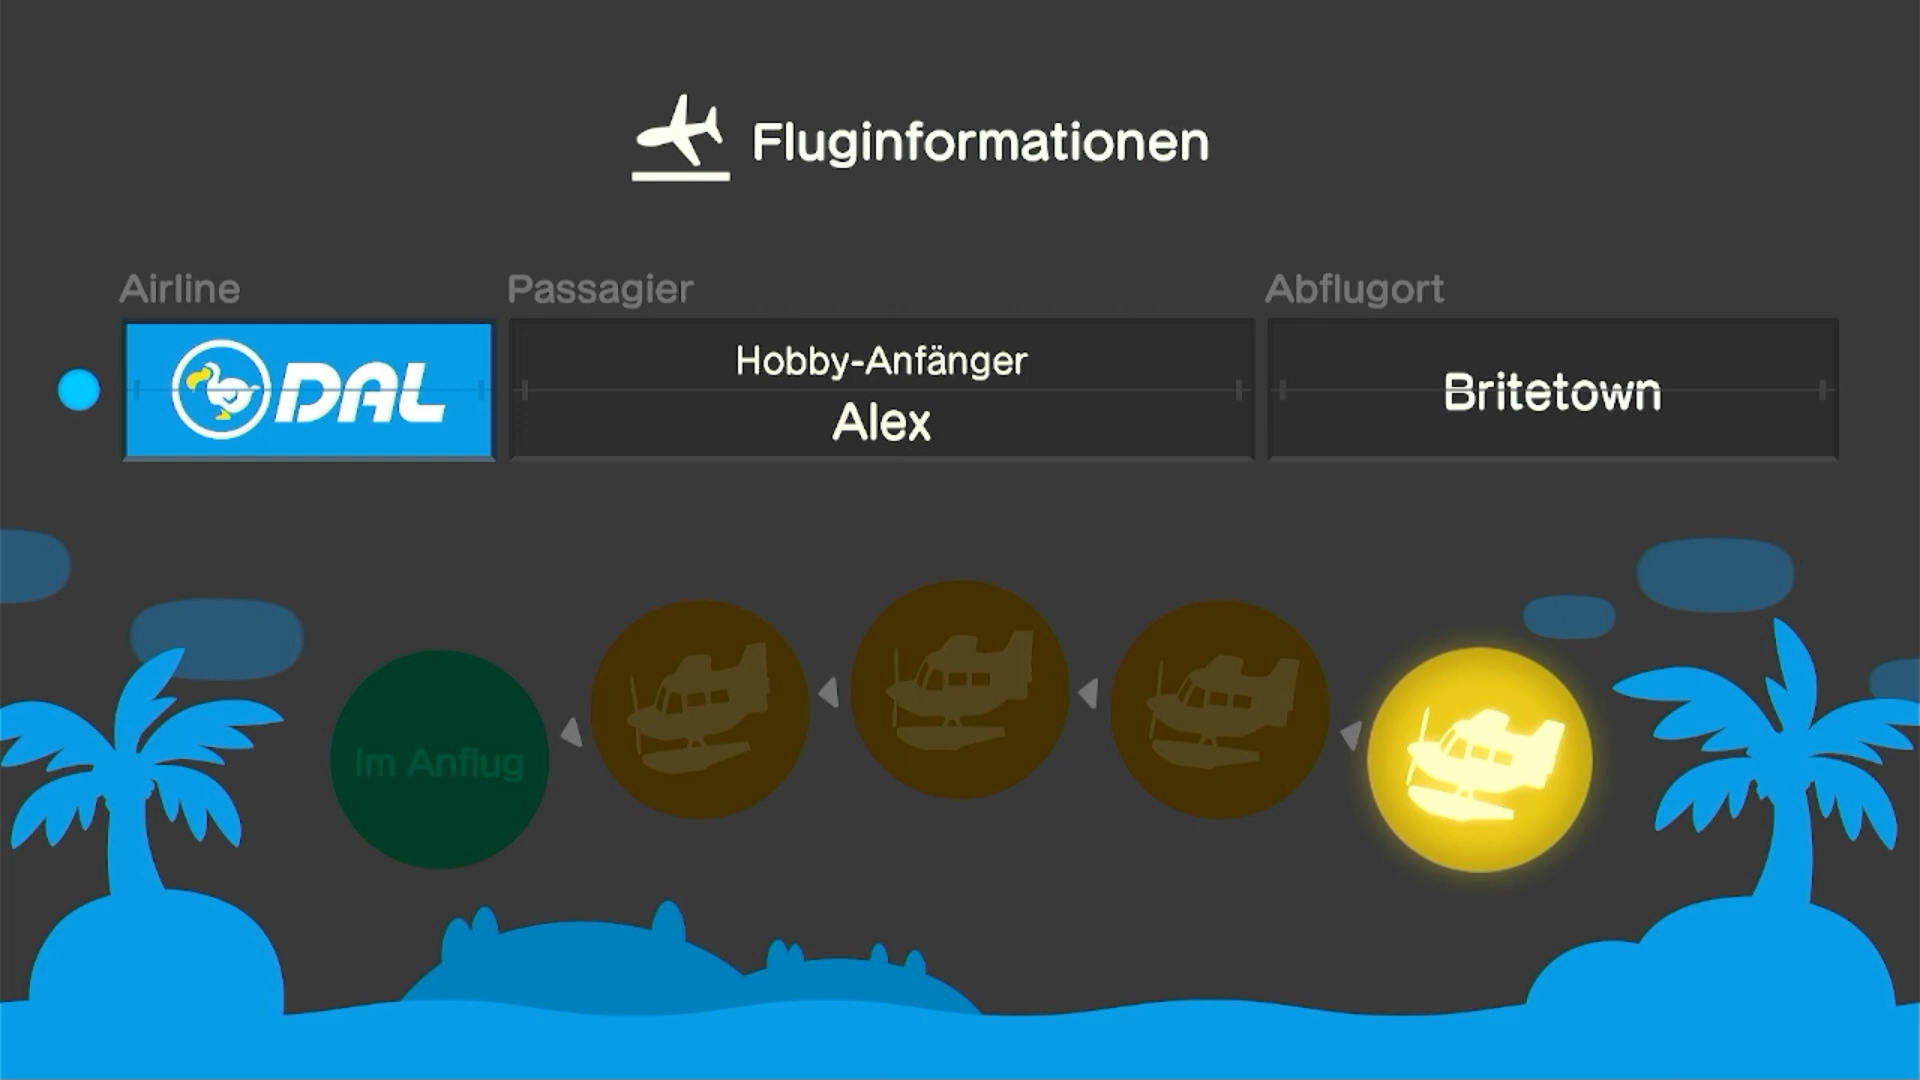 Fluginformationen
Airline
Passagier
Abflugort
DAL
Hobby-Anfänger
Alex
Britetown
Im Anflug